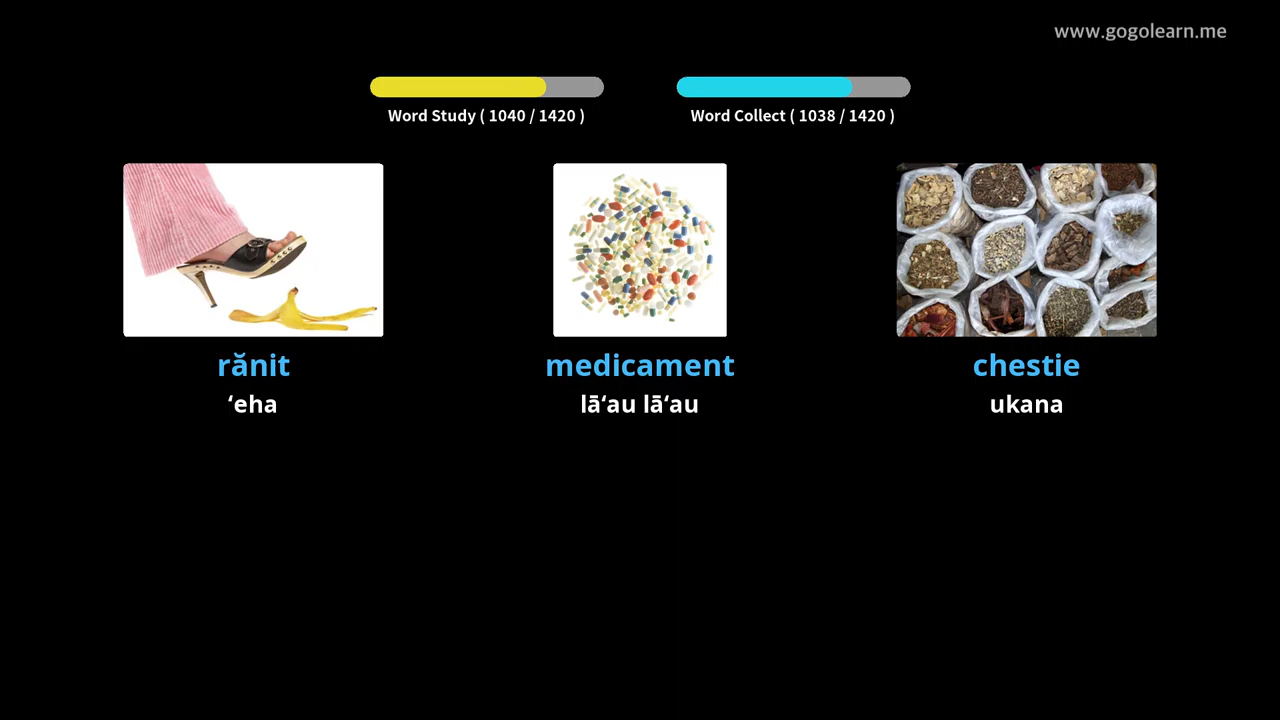 www.gogolearn.me
Word Study ( 1040 / 1420 )
Word Collect ( 1038 / 1420 )
rănit
medicament
chestie
ʻeha
lāʻau lāʻau
ukana